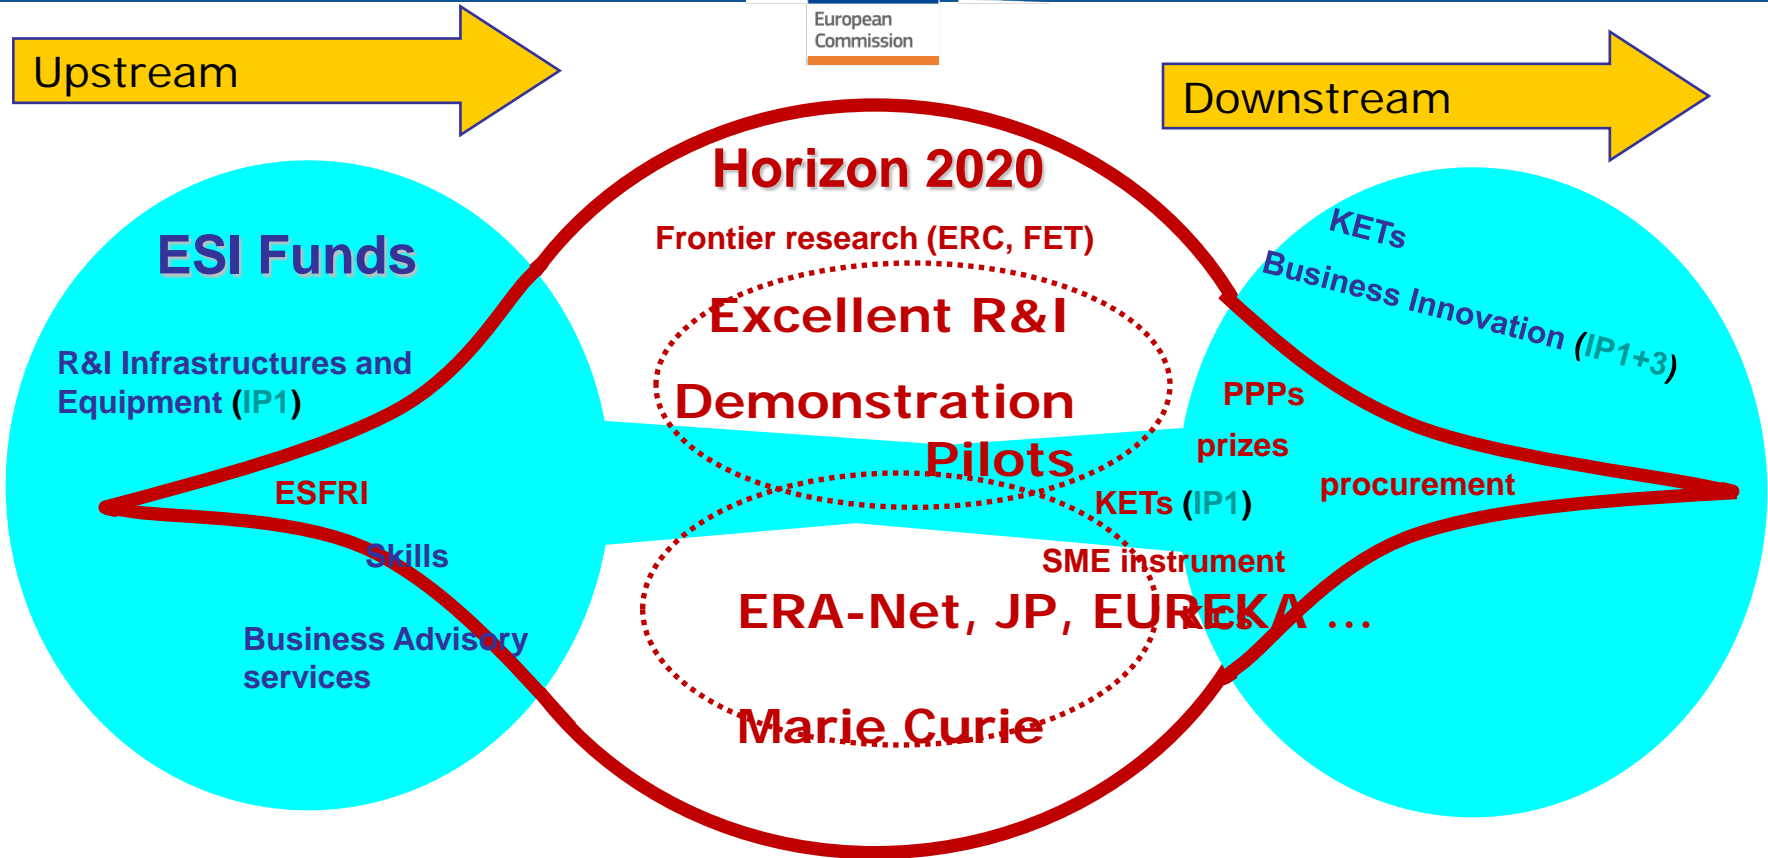 European
Commission
Upstream
Downstream
Horizon 2020
Frontier research (ERC, FET)
ESI Funds
KETs
Business Innovation (IP1+3)
Excellent R&I
R&I Infrastructures and
Equipment (IP1)
Demonstration
Pilots
PPPs
prizes
procurement
ESFRI
KETs (IP1)
Skills
SME instrument
ERA-Net, JP, EUREKA ...
KICs
Business Advisory
services
Marie Curie